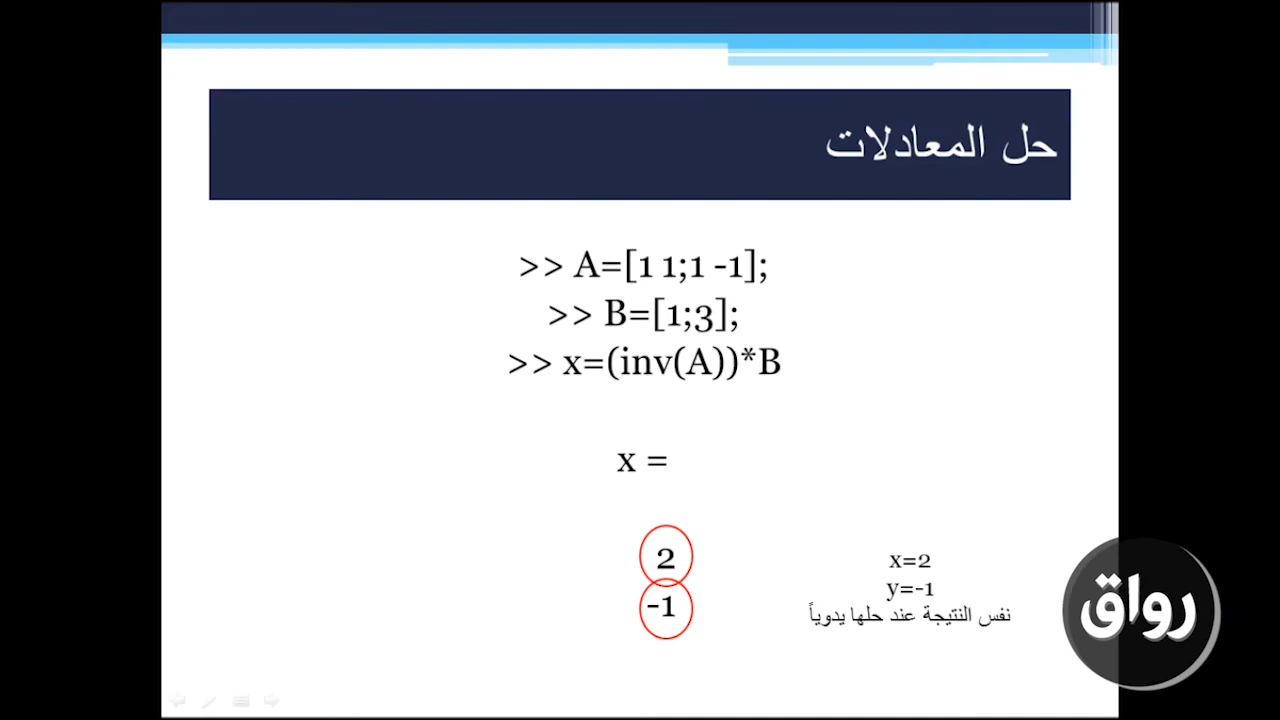 حل المعادلات
>> A=[1 1;1 -1];
>> B=[1;3];
>> x=(inv(A))*B
x =
2
-1
x=2
y=-1
نفس النتيجة عند حلها يدوياً
رواق